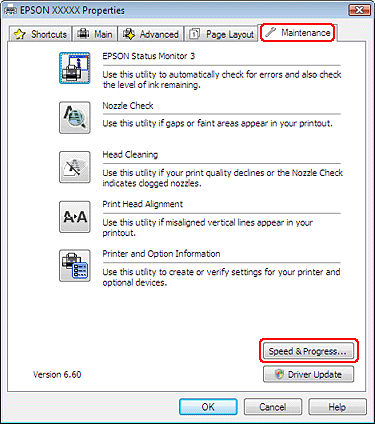 EPSON XXXXX Properties
Shortcuts Main Advanced Page Layout Maintenance
EPSON Status Monitor 3
Use this utility to automatically check for errors and also check
the level of ink remaining.
Nozzle Check
Use this utility if gaps or faint areas appear in your printout.
Head Cleaning
Use this utility if your print quality declines or the Nozzle Check
indicates clogged nozzles.
Print Head Alignment
Use this utility if misaligned vertical lines appear in your
printout.
Printer and Option Information
Use this utility to create or verify settings for your printer and
optional devices.
Speed & Progress...
Version 6.60 Driver Update
OK Cancel Help